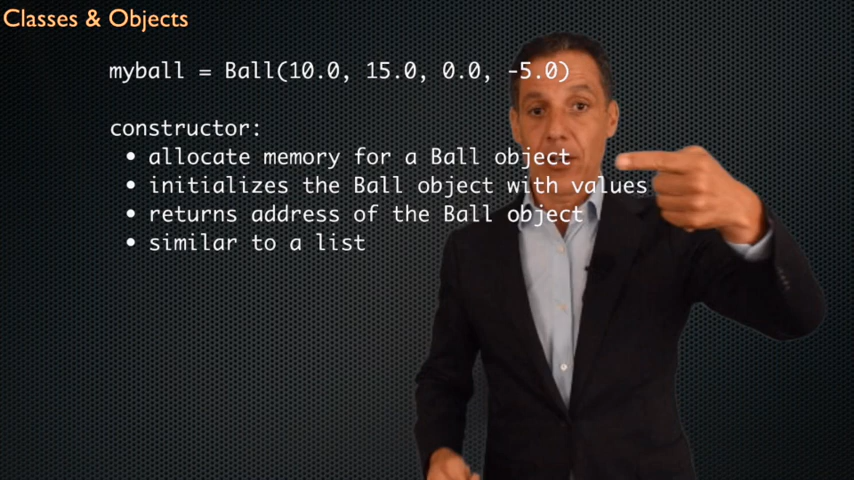 Classes & Objects
myball = Ball(10.0, 15.0, 0.0, -5.0)
constructor:
• allocate memory for a Ball object
• initializes the Ball object with values
• returns address of the Ball object
• similar to a list